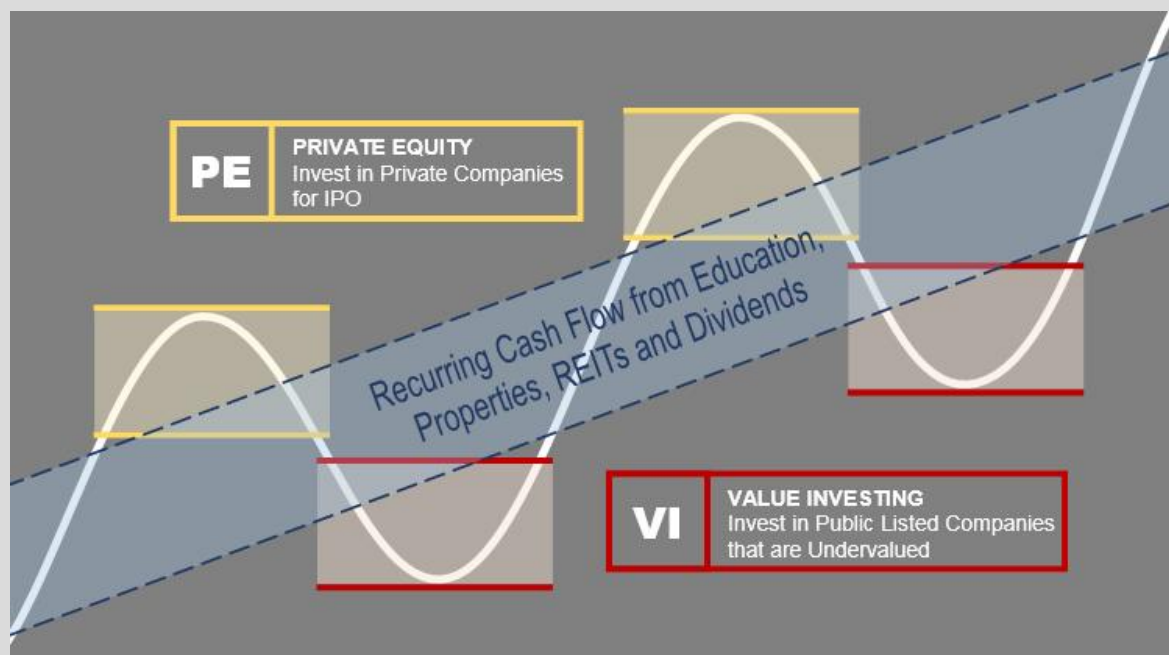 PE
PRIVATE EQUITY
Invest in Private Companies
for IPO
Recurring Cash Flow from Education,
Properties, REITs and Dividends
VI
VALUE INVESTING
Invest in Public Listed Companies
that are Undervalued